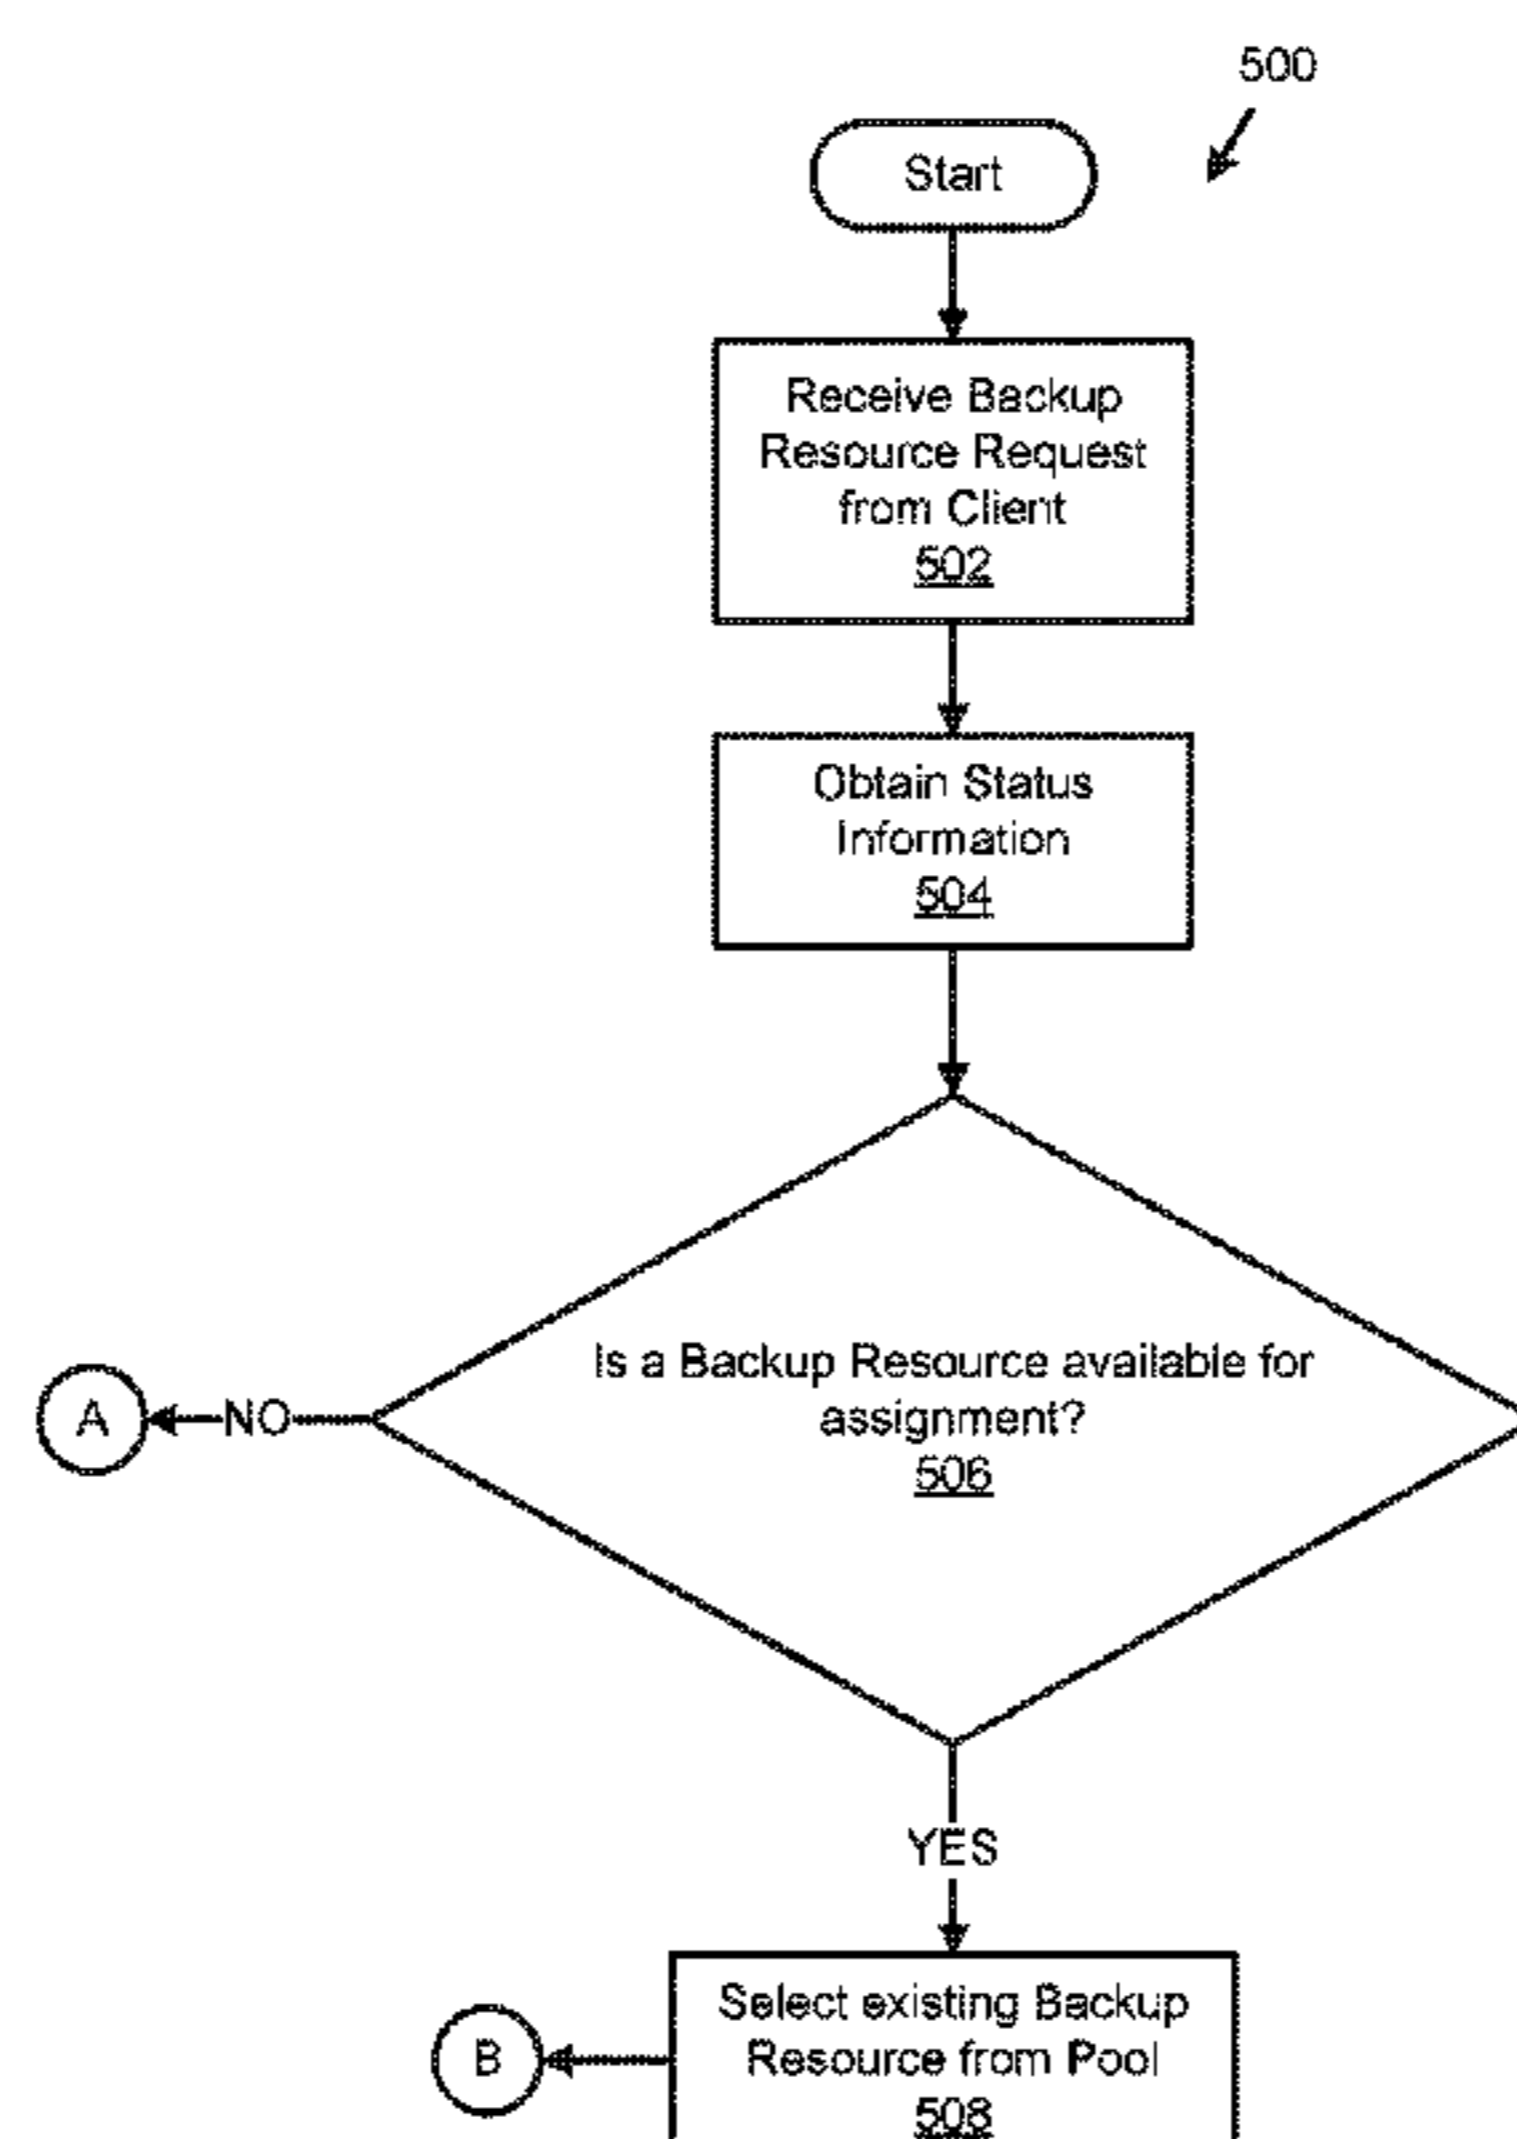 500
Start
Receive Backup
Resource Request
from Client
502
Obtain Status
Information
504
Is a Backup Resource available for
assignment?
506
A
NO
YES
Select existing Backup
Resource from Pool
508
B